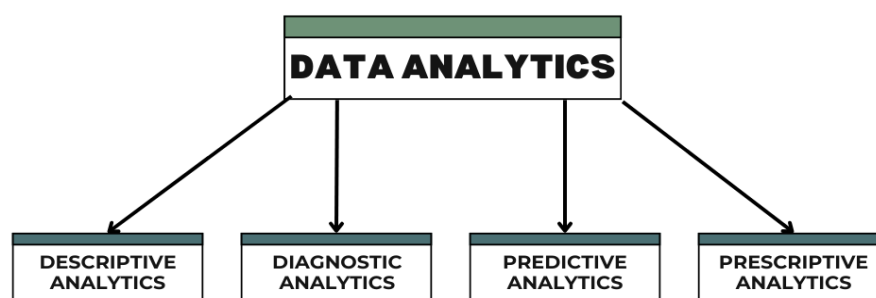 DATA ANALYTICS
DESCRIPTIVE
ANALYTICS
DIAGNOSTIC
ANALYTICS
PREDICTIVE
ANALYTICS
PRESCRIPTIVE
ANALYTICS